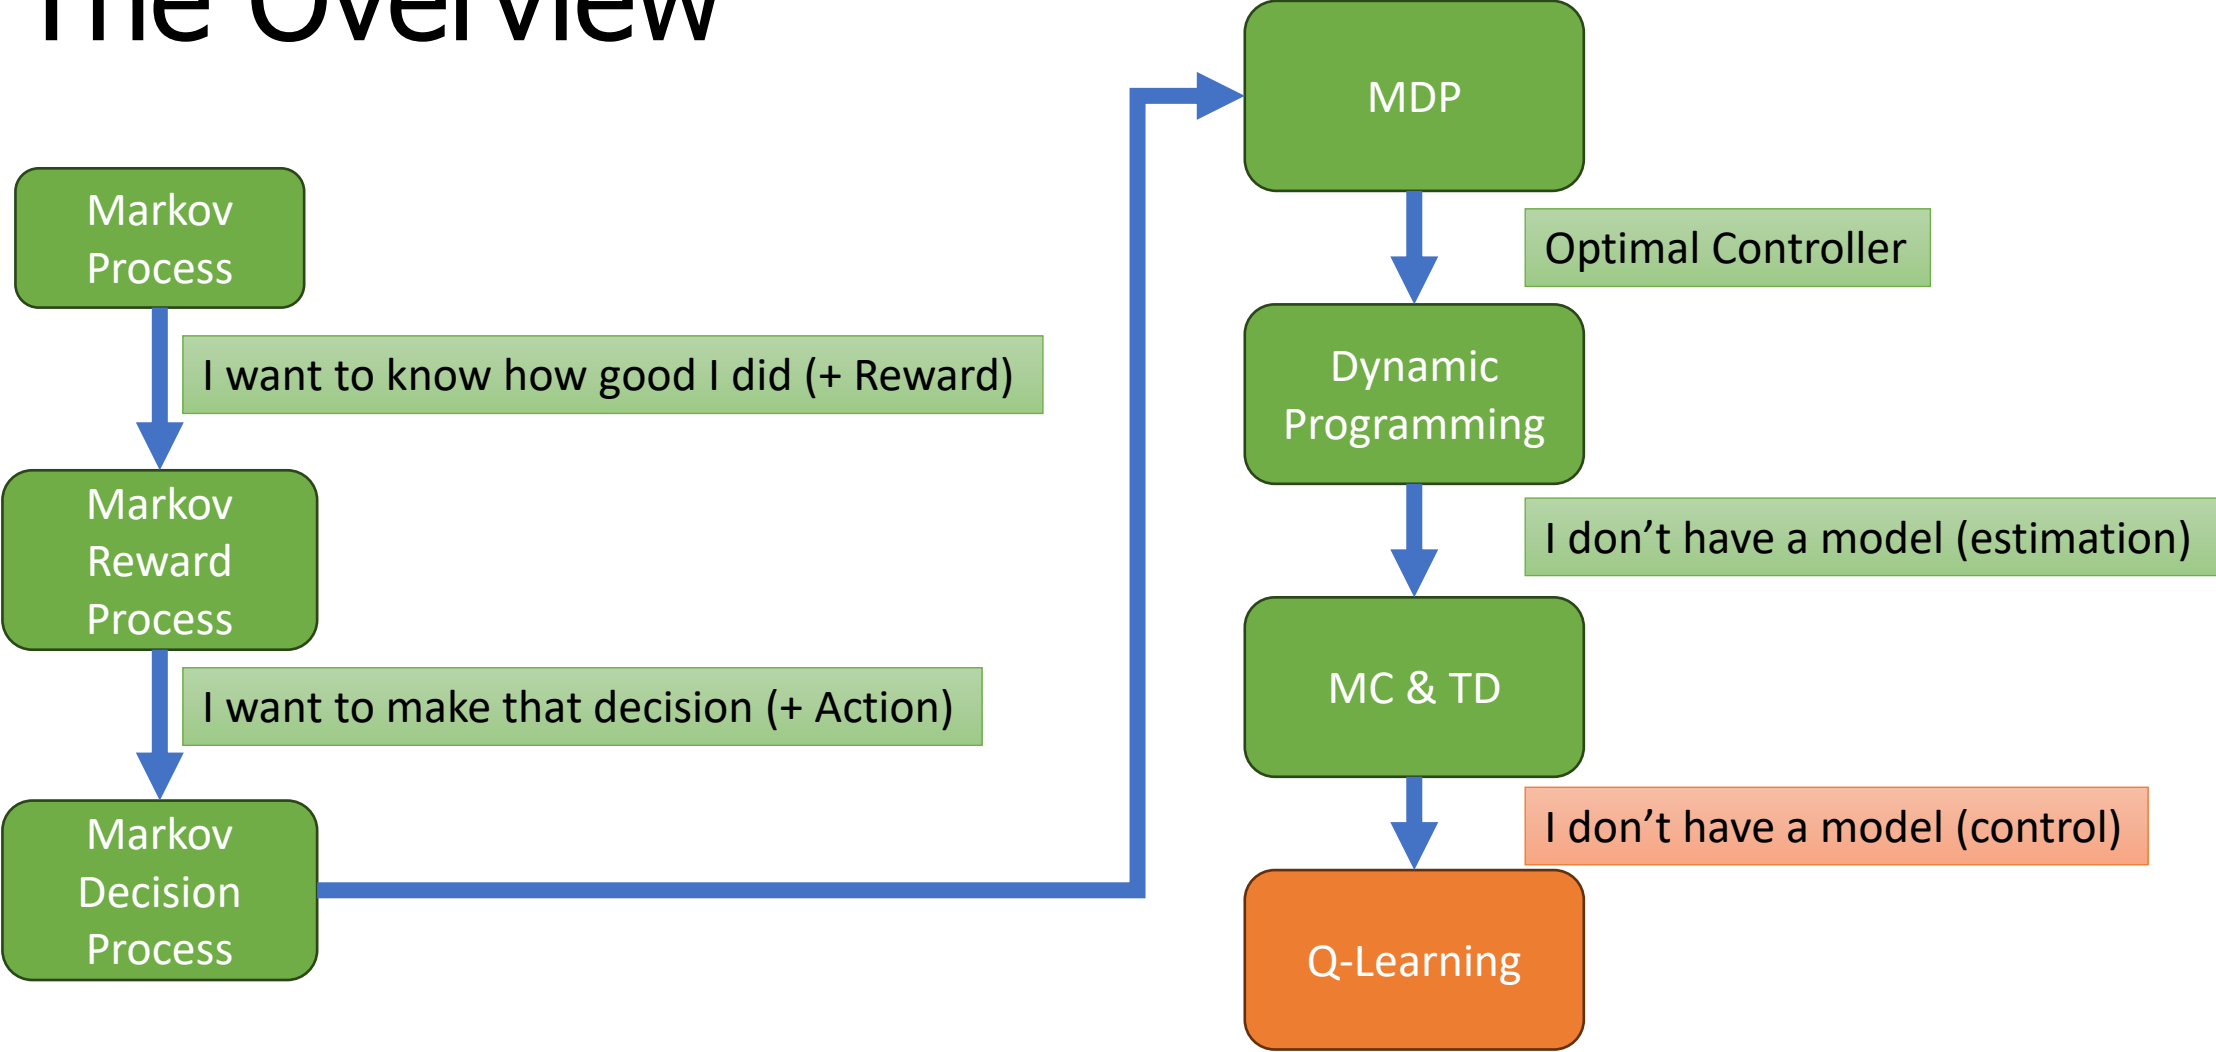 The Overview
Markov
Process
I want to know how good I did (+ Reward)
Markov
Reward
Process
I want to make that decision (+ Action)
Markov
Decision
Process
MDP
Optimal Controller
Dynamic
Programming
I don’t have a model (estimation)
MC & TD
I don’t have a model (control)
Q-Learning